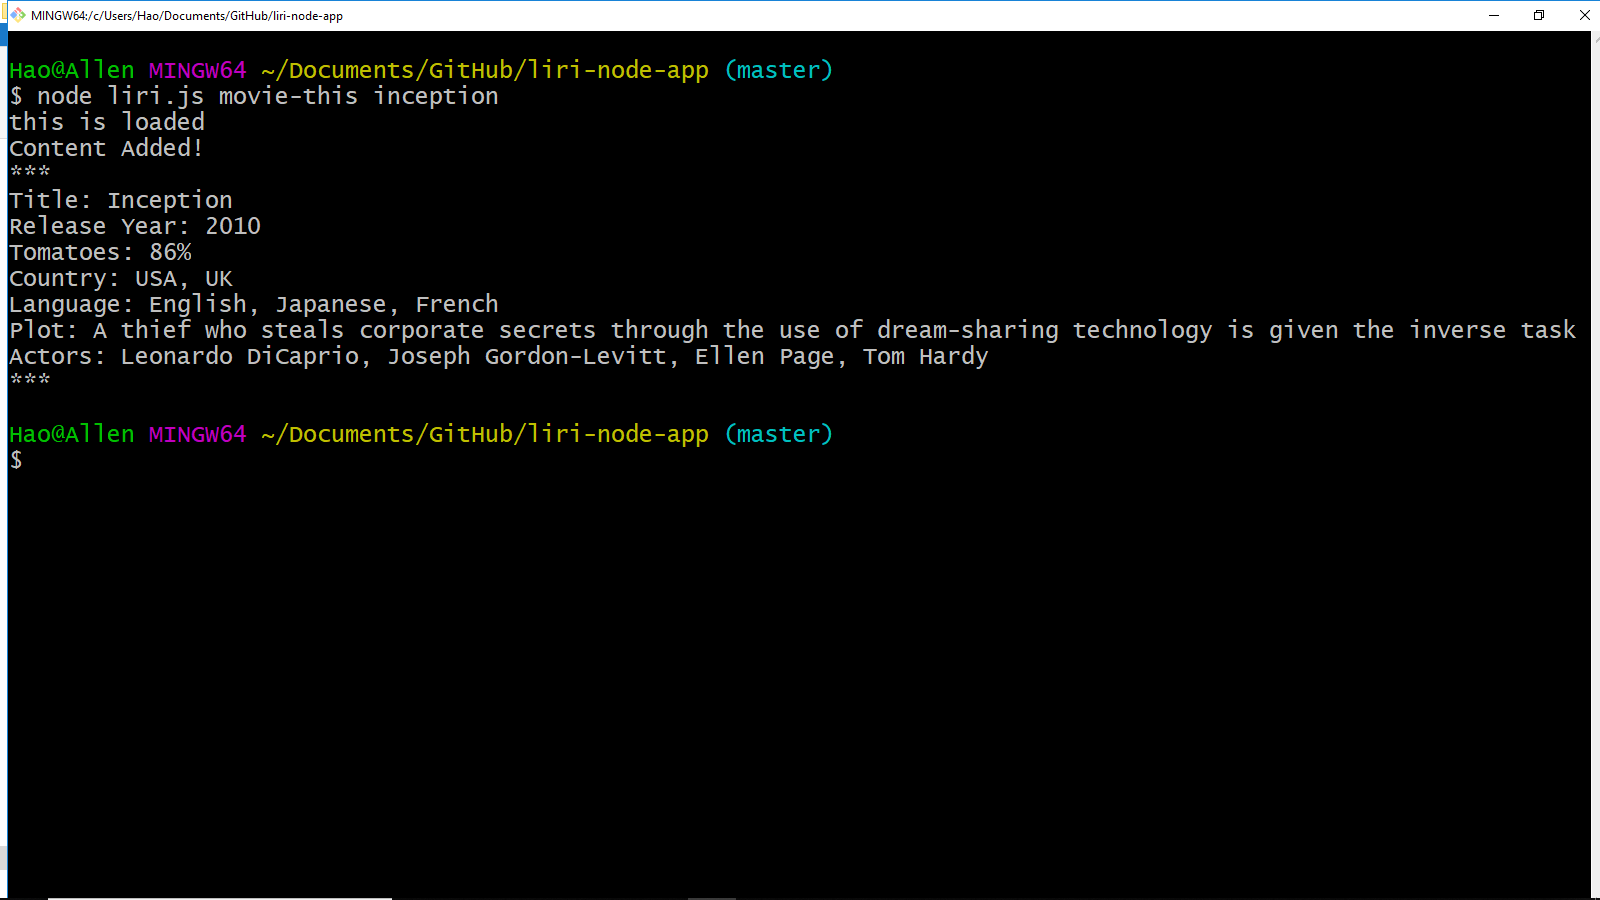 MINGW64:/c/Users/Hao/Documents/GitHub/liri-node-app
Hao@Allen MINGW64 ~/Documents/GitHub/liri-node-app (master)
$ node liri.js movie-this inception
this is loaded
Content Added!
***
Title: Inception
Release Year: 2010
Tomatoes: 86%
Country: USA, UK
Language: English, Japanese, French
Plot: A thief who steals corporate secrets through the use of dream-sharing technology is given the inverse task
Actors: Leonardo DiCaprio, Joseph Gordon-Levitt, Ellen Page, Tom Hardy
***
Hao@Allen MINGW64 ~/Documents/GitHub/liri-node-app (master)
$